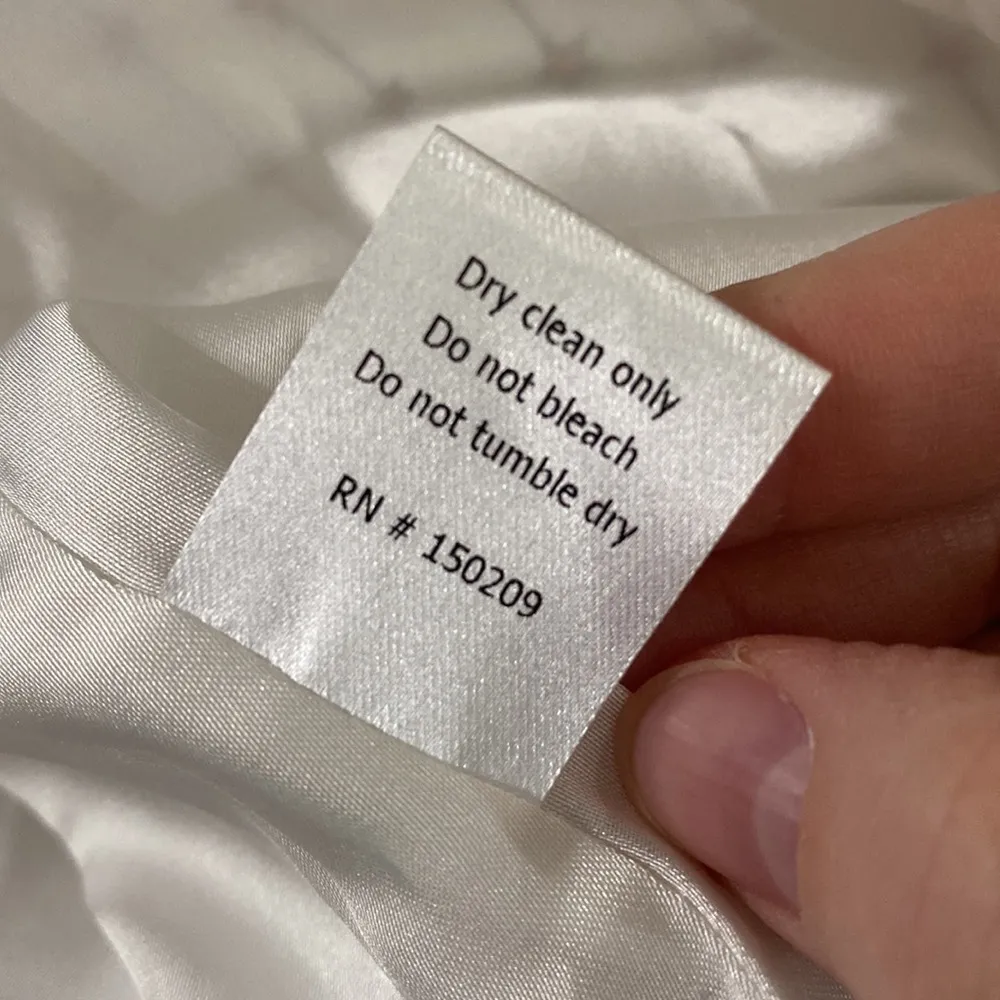 Dry clean only
Do not bleach
Do not tumble dry
RN # 150209